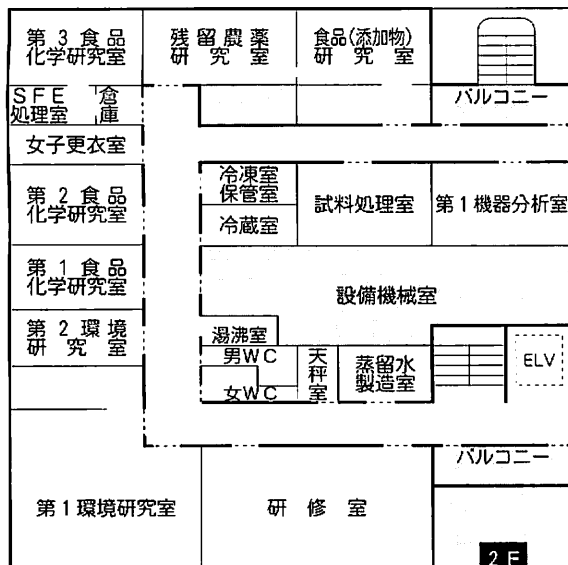 第3食品
化学研究室
残留農薬
研究室
食品(添加物)
研究室
バルコニー
SFE
処理室
倉
庫
女子更衣室
第2食品
化学研究室
冷凍室
保管室
冷蔵室
試料処理室
第1機器分析室
第1食品
化学研究室
設備機械室
第2環境
研究室
湯沸室
男WC
女WC
天
秤
室
蒸留水
製造室
ELV
バルコニー
第1環境研究室
研修室
2F